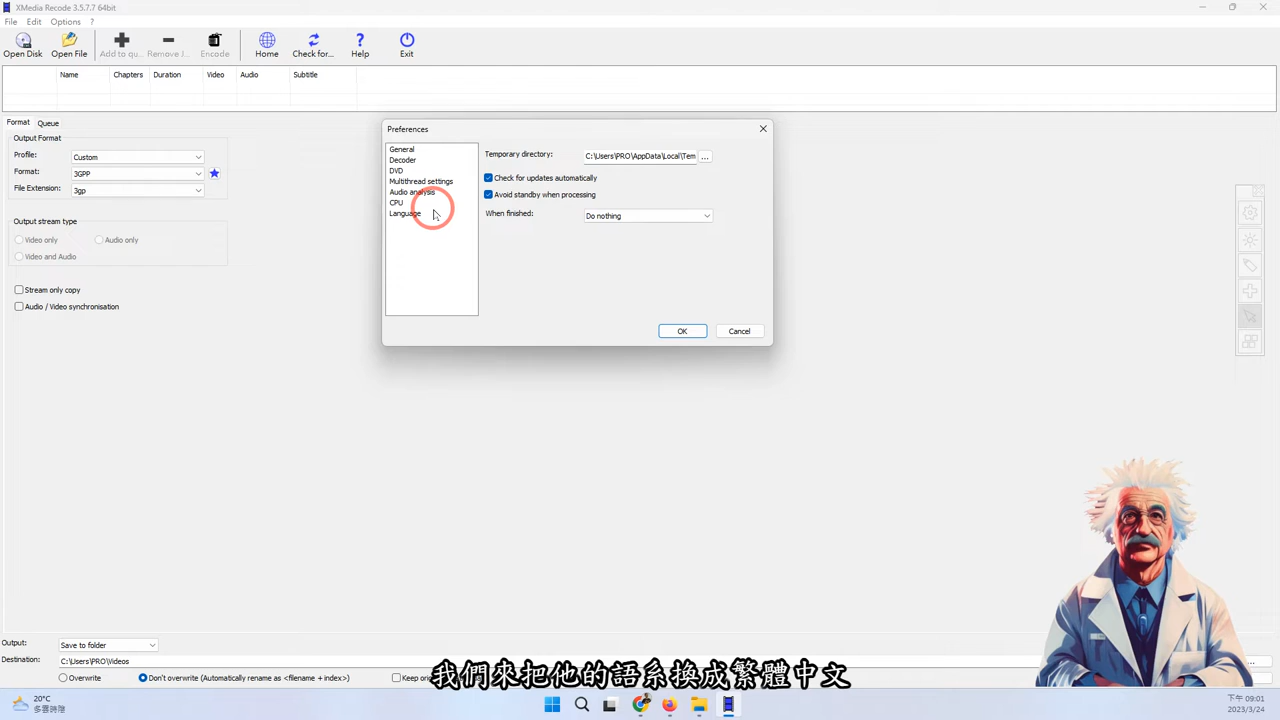 XMedia Recode 3.5.7.7 64bit
File Edit Options ?
Open Disk Open File Add to qu... Remove J... Encode Home Check for... Help Exit
Name Chapters Duration Video Audio Subtitle
Format Queue
Output Format
Profile: Custom
Format: 3GPP
File Extension: 3gp
Output stream type
Video only Audio only
Video and Audio
Stream only copy
Audio / Video synchronisation
Preferences
General
Decoder
DVD
Multithread settings
Audio analysis
CPU
Language
Temporary directory: C:\Users\PRO\AppData\Local\Tem ...
Check for updates automatically
Avoid standby when processing
When finished: Do nothing
OK Cancel
Output: Save to folder
Destination: C:\Users\PRO\Videos
Overwrite Don't overwrite (Automatically rename as <filename + index>) Keep ori
我們來把他的語系換成繁體中文
20°C
多雲時陰
下午 09:01
2023/3/24